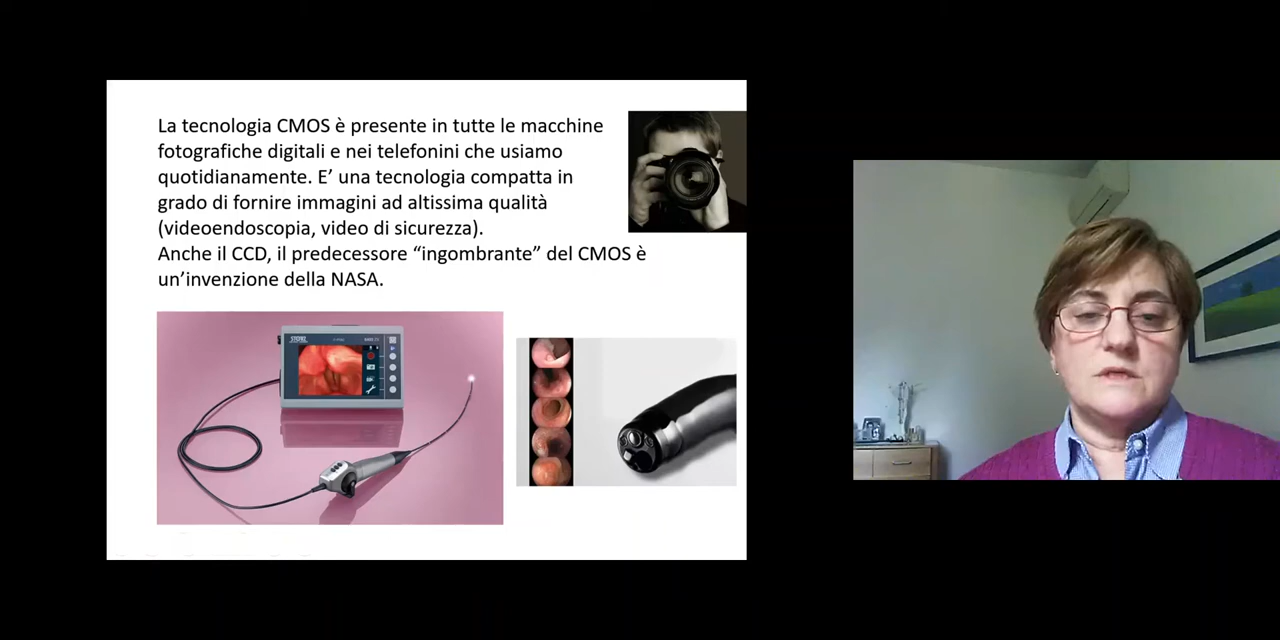 La tecnologia CMOS è presente in tutte le macchine
fotografiche digitali e nei telefonini che usiamo
quotidianamente. E’ una tecnologia compatta in
grado di fornire immagini ad altissima qualità
(videoendoscopia, video di sicurezza).
Anche il CCD, il predecessore “ingombrante” del CMOS è
un’invenzione della NASA.